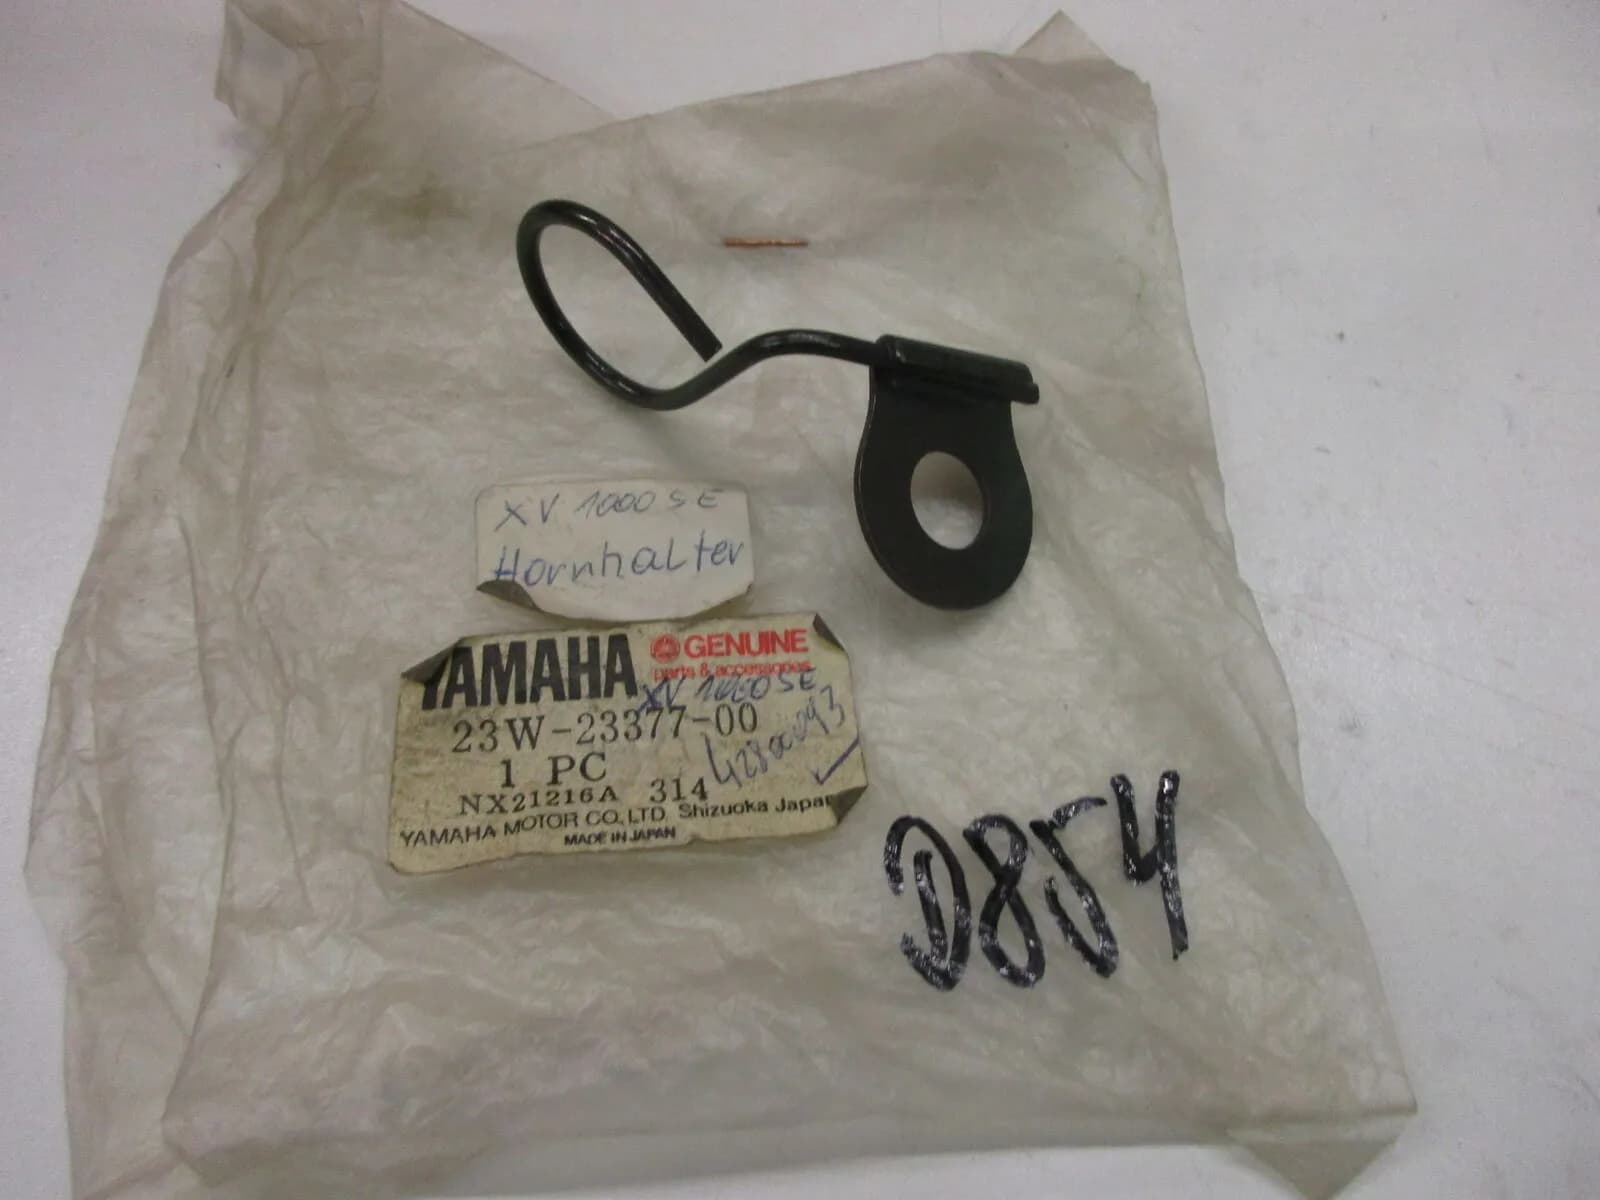 XV 1000 SE
Hornhalter
YAMAHA GENUINE
parts & accessories
XV 1000 SE
23W-23377-00
1 PC
NX21216A 314
YAMAHA MOTOR CO., LTD. Shizuoka Japan
MADE IN JAPAN
D854